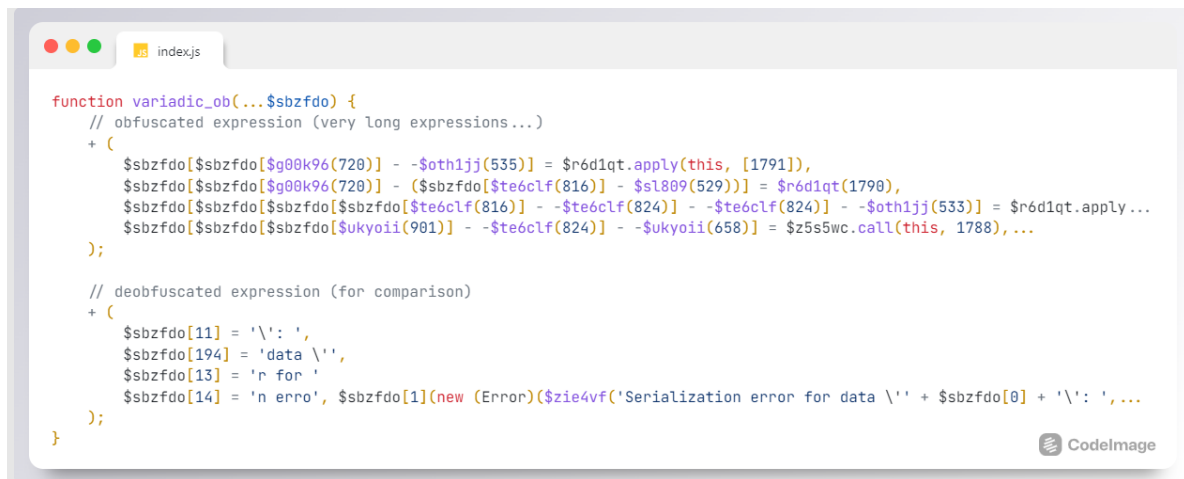 JS index.js
function variadic_ob(...$sbzfdo) {
// obfuscated expression (very long expressions...)
+ (
$sbzfdo[$sbzfdo[$g00k96(720)] - -$oth1jj(535)] = $r6d1qt.apply(this, [1791]),
$sbzfdo[$sbzfdo[$g00k96(720)] - ($sbzfdo[$te6clf(816)] - $sl809(529))] = $r6d1qt(1790),
$sbzfdo[$sbzfdo[$sbzfdo[$sbzfdo[$te6clf(816)] - -$te6clf(824)] - -$te6clf(824)] - -$oth1jj(533)] = $r6d1qt.apply...
$sbzfdo[$sbzfdo[$sbzfdo[$ukyoii(901)] - -$te6clf(824)] - -$ukyoii(658)] = $z5s5wc.call(this, 1788),...
);
// deobfuscated expression (for comparison)
+ (
$sbzfdo[11] = '\': ',
$sbzfdo[194] = 'data \'',
$sbzfdo[13] = 'r for '
$sbzfdo[14] = 'n erro', $sbzfdo[1](new (Error)($zie4vf('Serialization error for data \'' + $sbzfdo[0] + '\': ',...
);
}
CodeImage